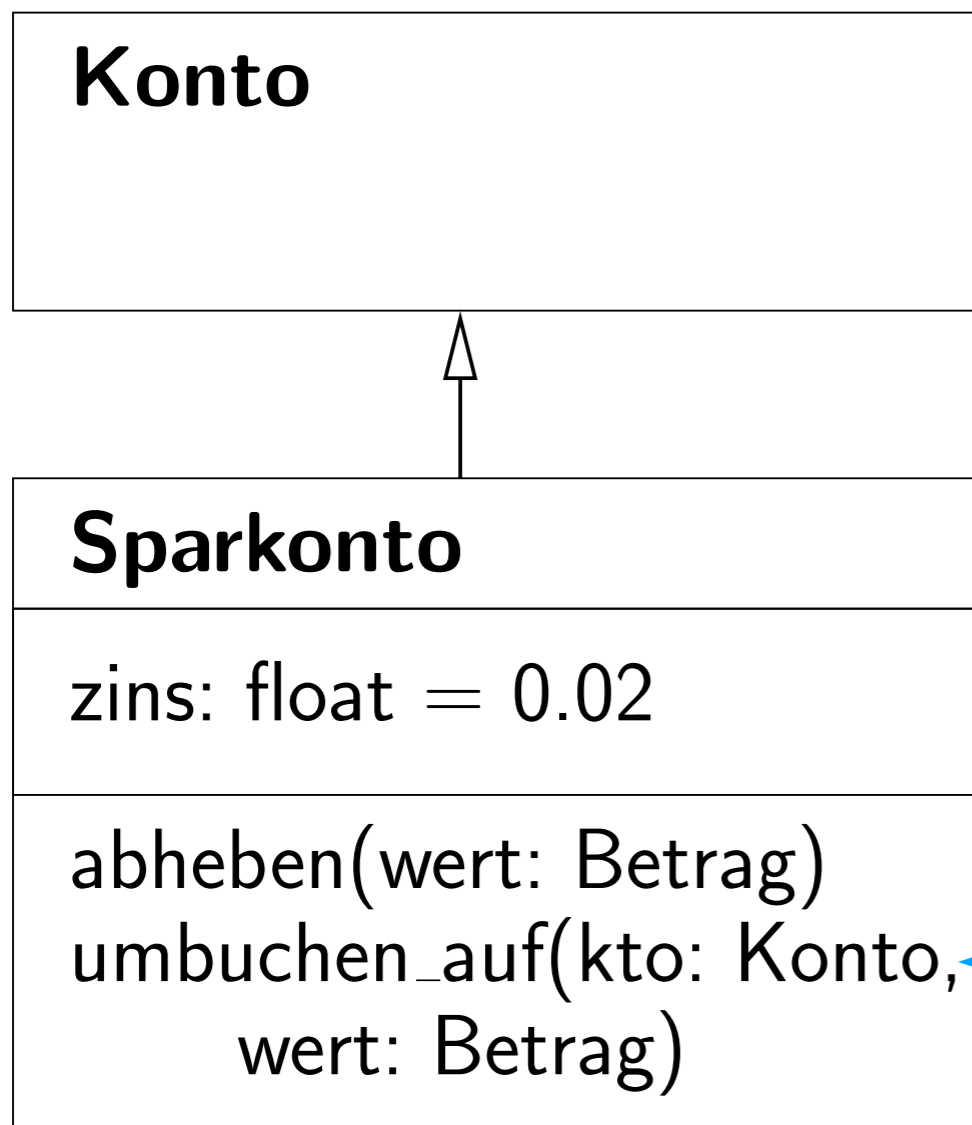 Konto
Sparkonto
zins: float = 0.02
abheben(wert: Betrag)
umbuchen_auf(kto: Konto,
wert: Betrag)